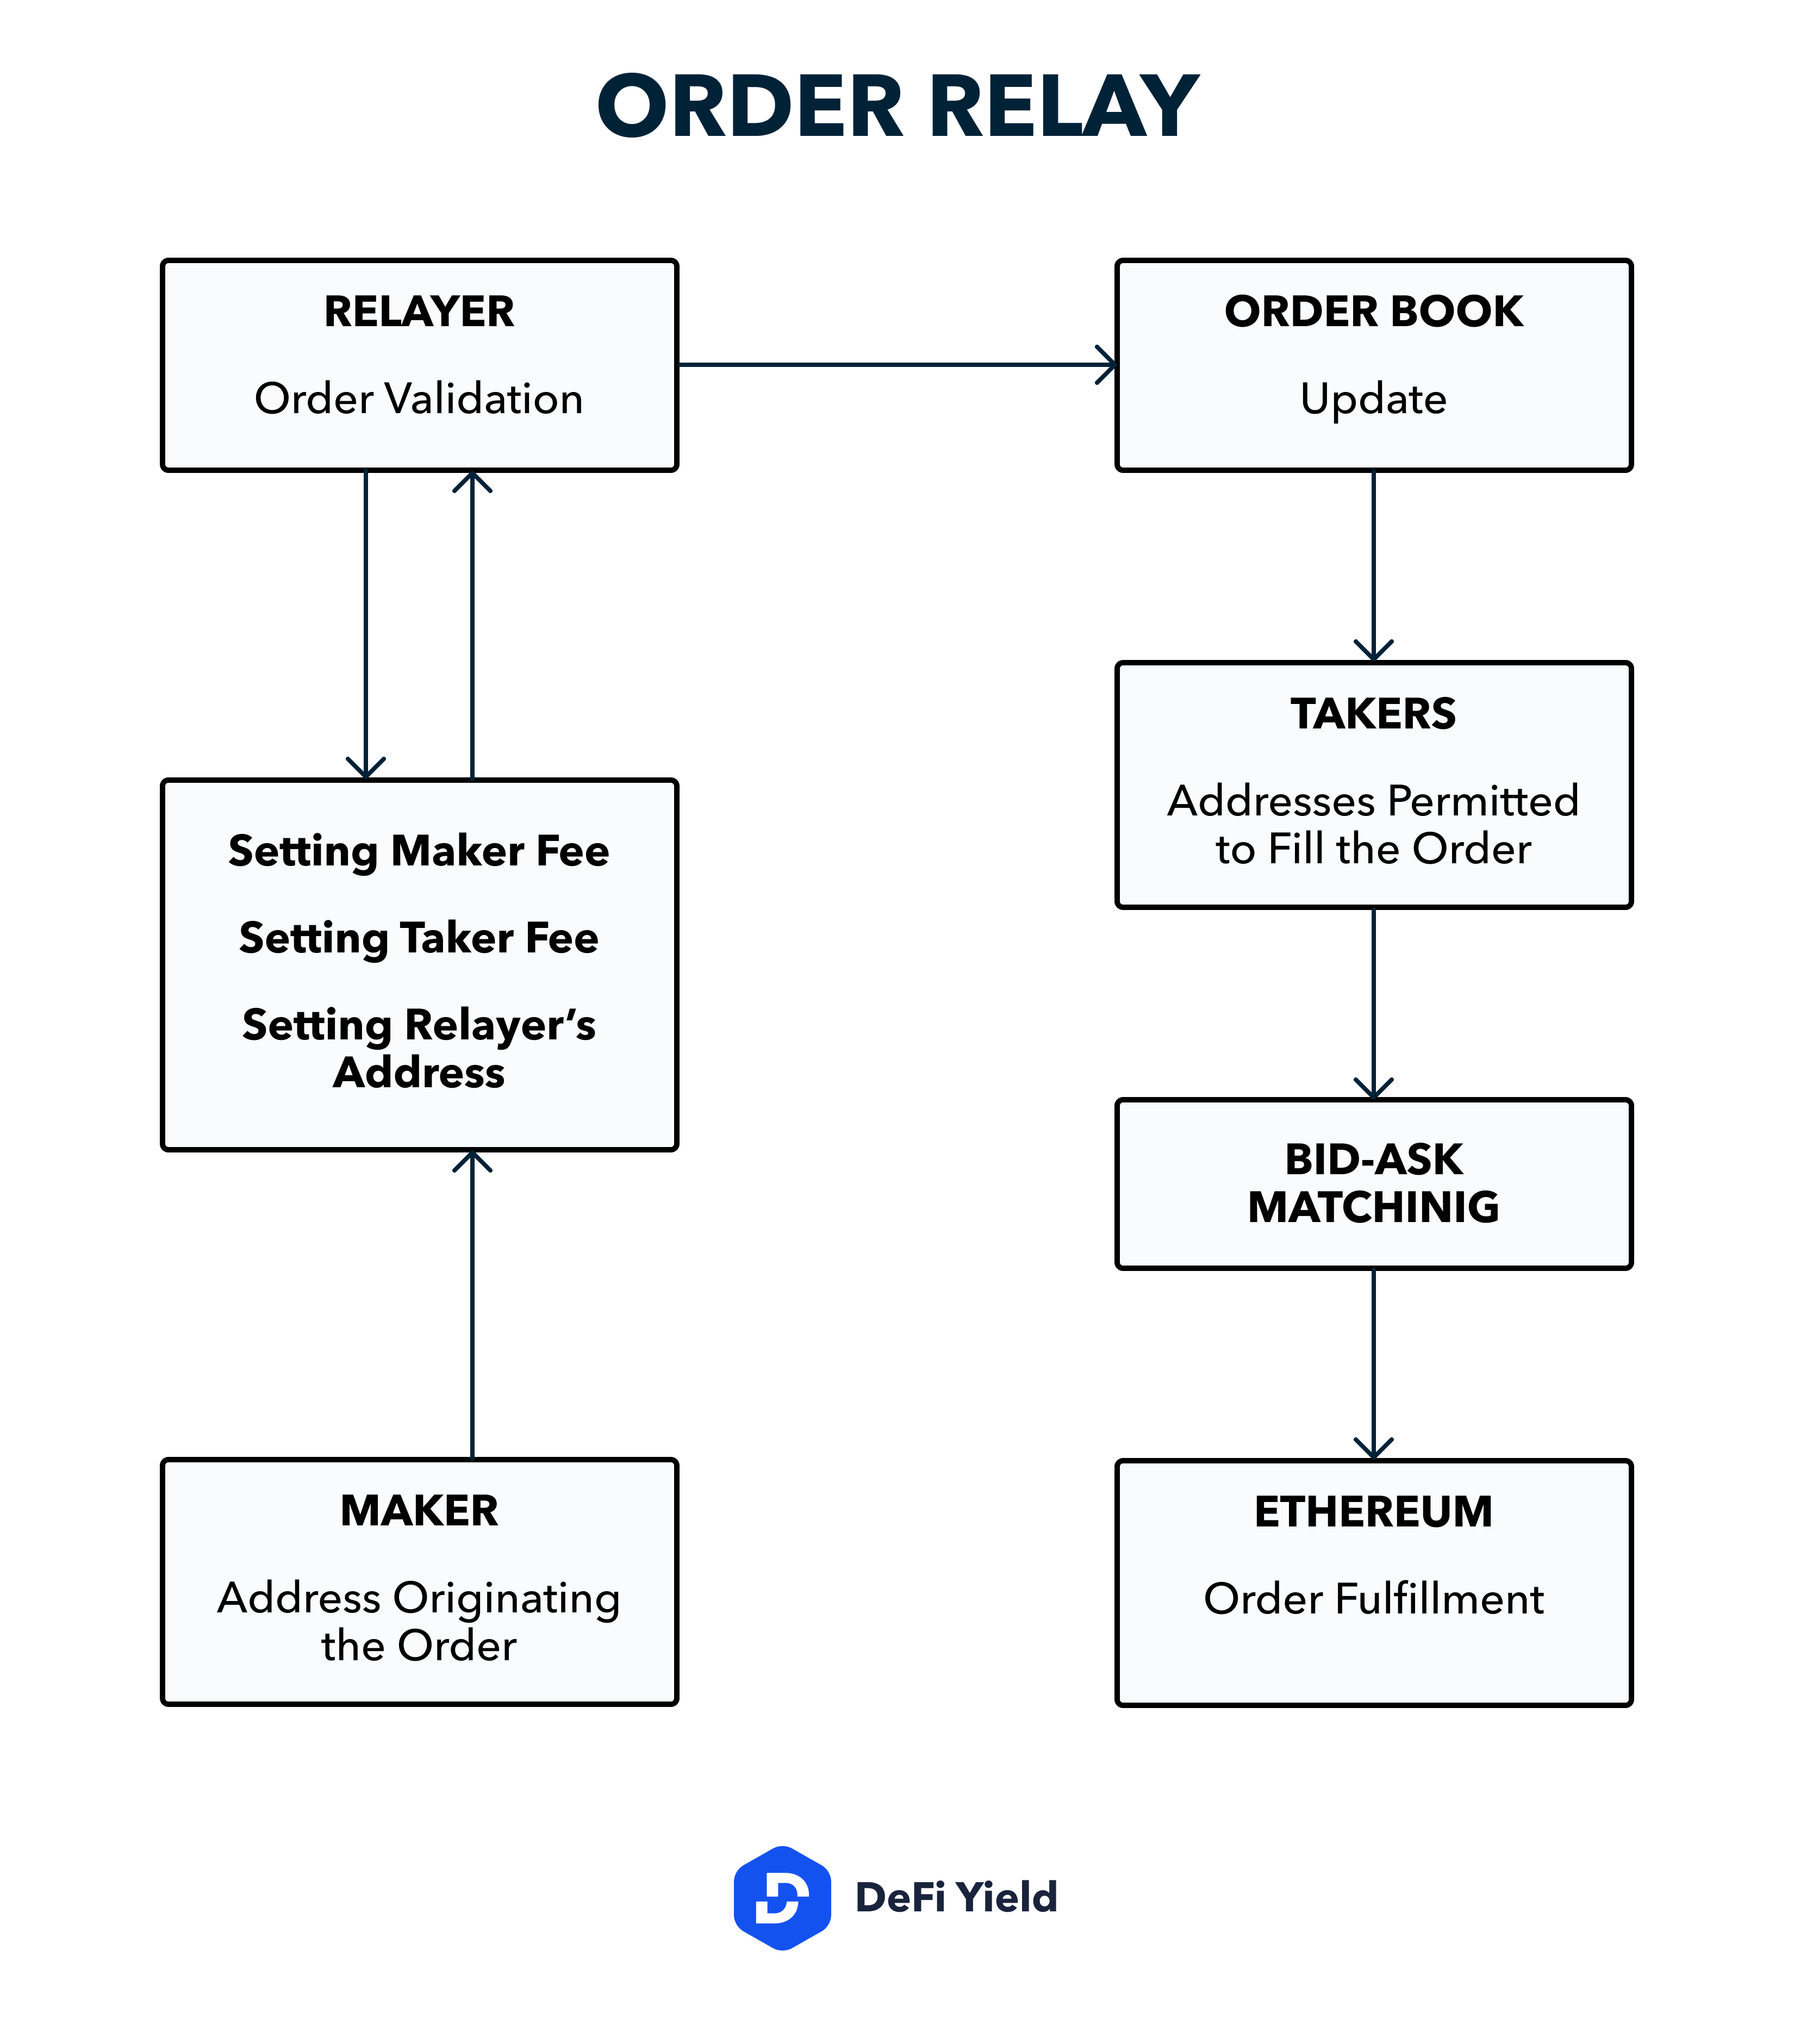 ORDER RELAY
RELAYER
Order Validation
ORDER BOOK
Update
TAKERS
Addresses Permitted
to Fill the Order
Setting Maker Fee
Setting Taker Fee
Setting Relayer’s
Address
BID-ASK
MATCHINIG
MAKER
Address Originating
the Order
ETHEREUM
Order Fulfillment
DeFi Yield